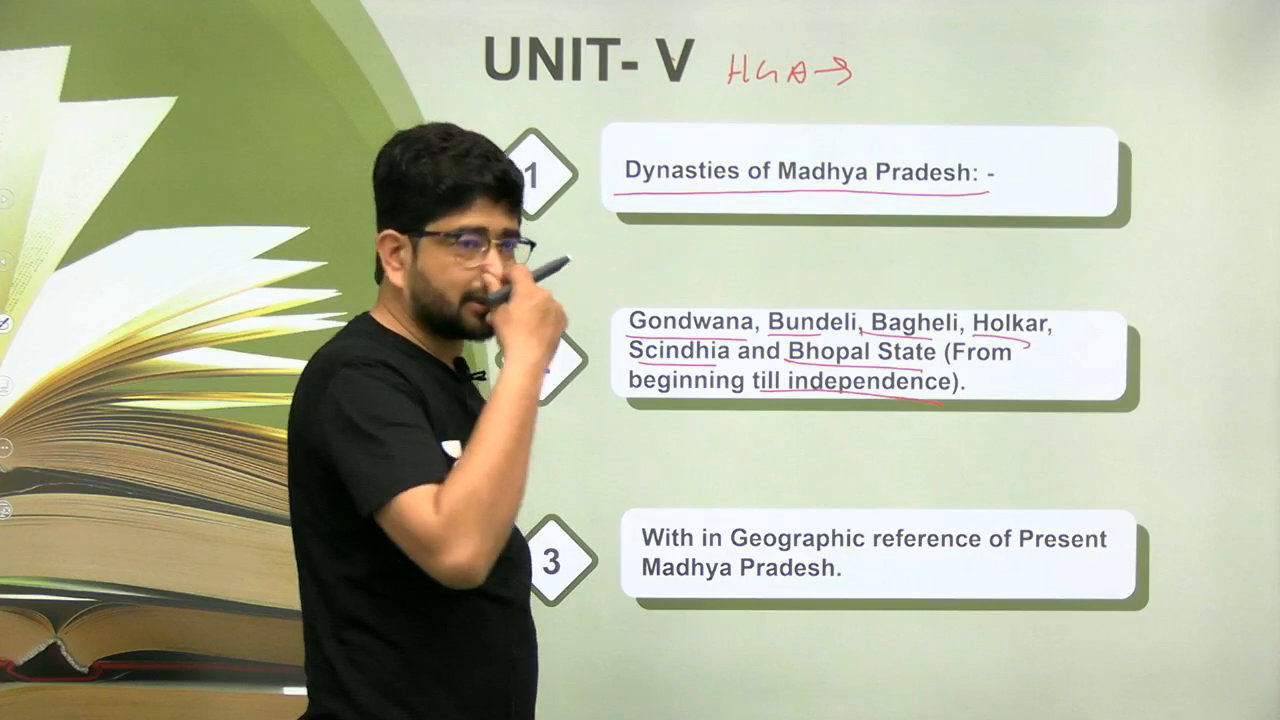 UNIT- V
1
Dynasties of Madhya Pradesh: -
Gondwana, Bundeli, Bagheli, Holkar,
Scindhia and Bhopal State (From
beginning till independence).
3
With in Geographic reference of Present
Madhya Pradesh.